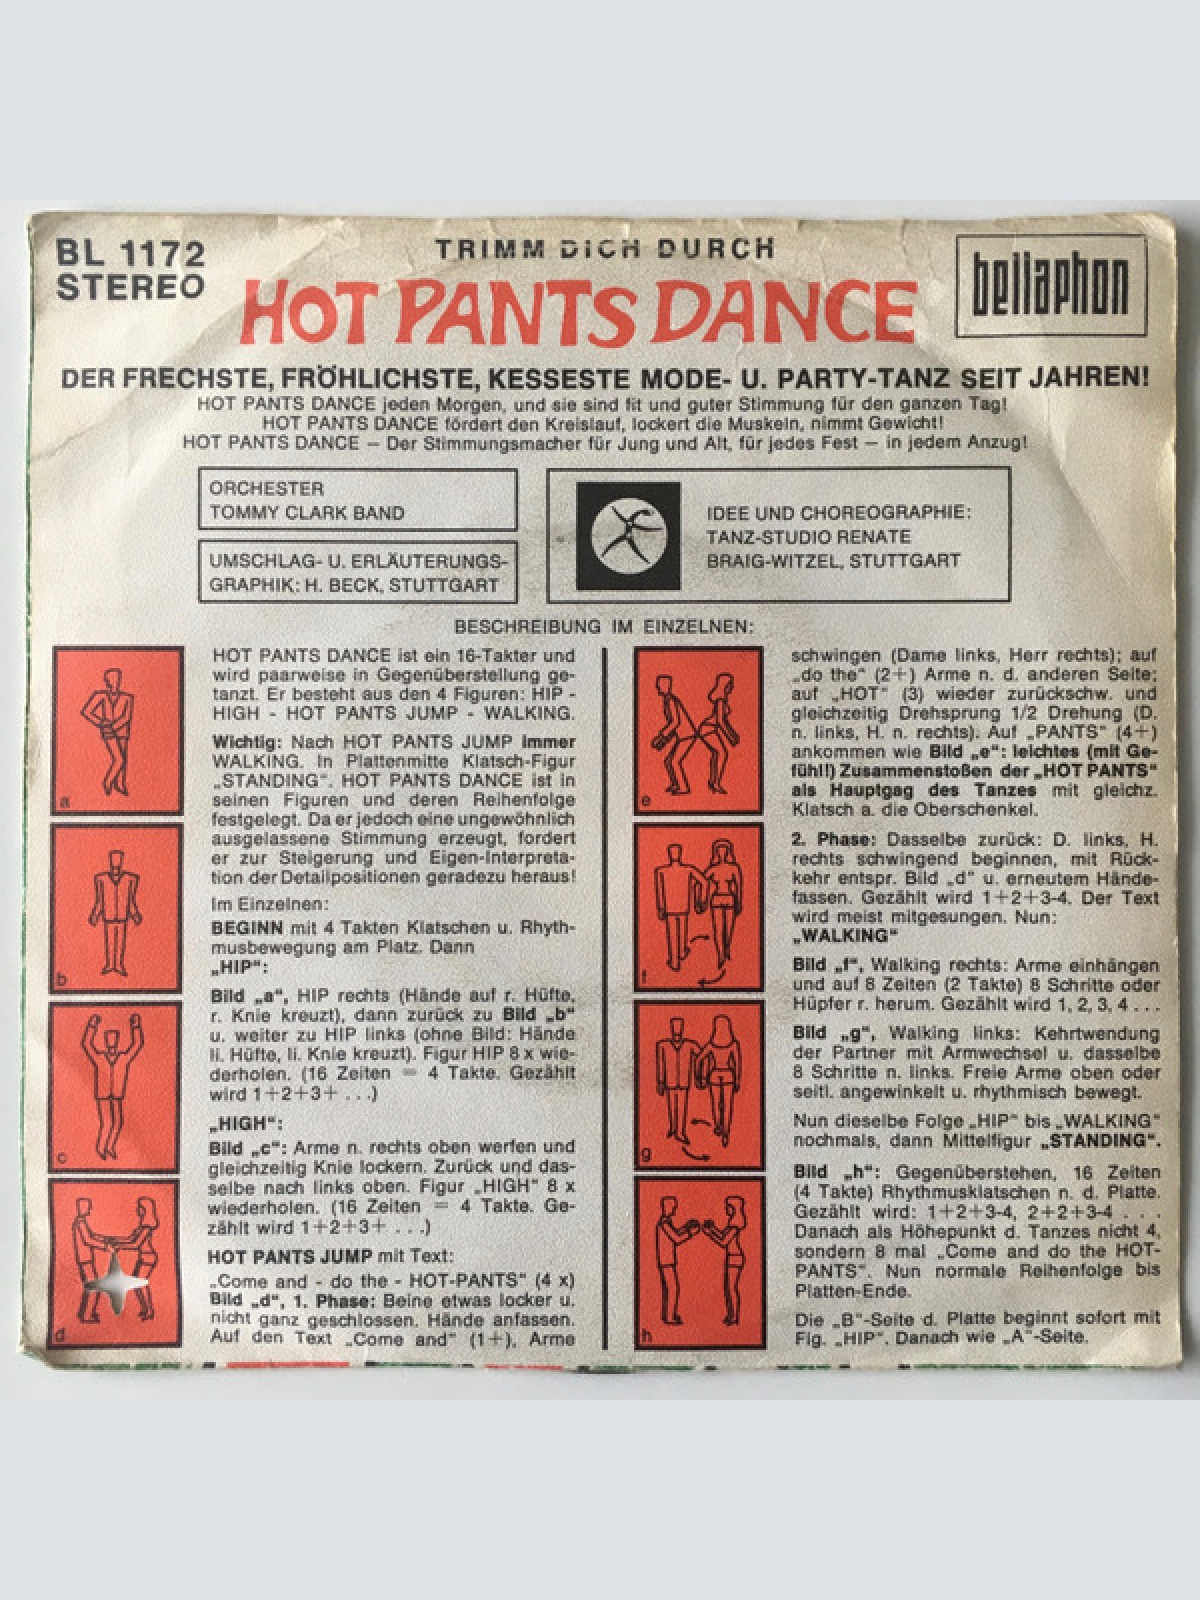 BL 1172
STEREO
TRIMM DICH DURCH
HOT PANTS DANCE
bellaphon
DER FRECHSTE, FRÖHLICHSTE, KESSESTE MODE- U. PARTY-TANZ SEIT JAHREN!
HOT PANTS DANCE jeden Morgen, und sie sind fit und guter Stimmung für den ganzen Tag!
HOT PANTS DANCE fördert den Kreislauf, lockert die Muskeln, nimmt Gewicht!
HOT PANTS DANCE – Der Stimmungsmacher für Jung und Alt, für jedes Fest – in jedem Anzug!
ORCHESTER
TOMMY CLARK BAND
UMSCHLAG- U. ERLÄUTERUNGS-
GRAPHIK: H. BECK, STUTTGART
IDEE UND CHOREOGRAPHIE:
TANZ-STUDIO RENATE
BRAIG-WITZEL, STUTTGART
BESCHREIBUNG IM EINZELNEN:
a
b
c
d
HOT PANTS DANCE ist ein 16-Takter und
wird paarweise in Gegenüberstellung ge-
tanzt. Er besteht aus den 4 Figuren: HIP -
HIGH - HOT PANTS JUMP - WALKING.
Wichtig: Nach HOT PANTS JUMP immer
WALKING. In Plattenmitte Klatsch-Figur
„STANDING“. HOT PANTS DANCE ist in
seinen Figuren und deren Reihenfolge
festgelegt. Da er jedoch eine ungewöhnlich
ausgelassene Stimmung erzeugt, fordert
er zur Steigerung und Eigen-Interpreta-
tion der Detailpositionen geradezu heraus!
Im Einzelnen:
BEGINN mit 4 Takten Klatschen u. Rhyth-
musbewegung am Platz. Dann
„HIP“:
Bild „a“, HIP rechts (Hände auf r. Hüfte,
r. Knie kreuzt), dann zurück zu Bild „b“
u. weiter zu HIP links (ohne Bild: Hände
li. Hüfte, li. Knie kreuzt). Figur HIP 8 x wie-
derholen. (16 Zeiten = 4 Takte. Gezählt
wird 1+2+3+ . . .)
„HIGH“:
Bild „c“: Arme n. rechts oben werfen und
gleichzeitig Knie lockern. Zurück und das-
selbe nach links oben. Figur „HIGH“ 8 x
wiederholen. (16 Zeiten = 4 Takte. Ge-
zählt wird 1+2+3+ . . .)
HOT PANTS JUMP mit Text:
„Come and - do the - HOT-PANTS“ (4 x)
Bild „d“, 1. Phase: Beine etwas locker u.
nicht ganz geschlossen. Hände anfassen.
Auf den Text „Come and“ (1+), Arme
e
f
g
h
schwingen (Dame links, Herr rechts); auf
„do the“ (2+) Arme n. d. anderen Seite;
auf „HOT“ (3) wieder zurückschw. und
gleichzeitig Drehsprung 1/2 Drehung (D.
n. links, H. n. rechts). Auf „PANTS“ (4+)
ankommen wie Bild „e“: leichtes (mit Ge-
fühl!) Zusammenstoßen der „HOT PANTS“
als Hauptgag des Tanzes mit gleichz.
Klatsch a. die Oberschenkel.
2. Phase: Dasselbe zurück: D. links, H.
rechts schwingend beginnen, mit Rück-
kehr entspr. Bild „d“ u. erneutem Hände-
fassen. Gezählt wird 1+2+3-4. Der Text
wird meist mitgesungen. Nun:
„WALKING“
Bild „f“, Walking rechts: Arme einhängen
und auf 8 Zeiten (2 Takte) 8 Schritte oder
Hüpfer r. herum. Gezählt wird 1, 2, 3, 4 . . .
Bild „g“, Walking links: Kehrtwendung
der Partner mit Armwechsel u. dasselbe
8 Schritte n. links. Freie Arme oben oder
seitl. angewinkelt u. rhythmisch bewegt.
Nun dieselbe Folge „HIP“ bis „WALKING“
nochmals, dann Mittelfigur „STANDING“.
Bild „h“: Gegenüberstehen, 16 Zeiten
(4 Takte) Rhythmusklatschen n. d. Platte.
Gezählt wird: 1+2+3-4, 2+2+3-4 . . .
Danach als Höhepunkt d. Tanzes nicht 4,
sondern 8 mal „Come and do the HOT-
PANTS“. Nun normale Reihenfolge bis
Platten-Ende.
Die „B“-Seite d. Platte beginnt sofort mit
Fig. „HIP“. Danach wie „A“-Seite.